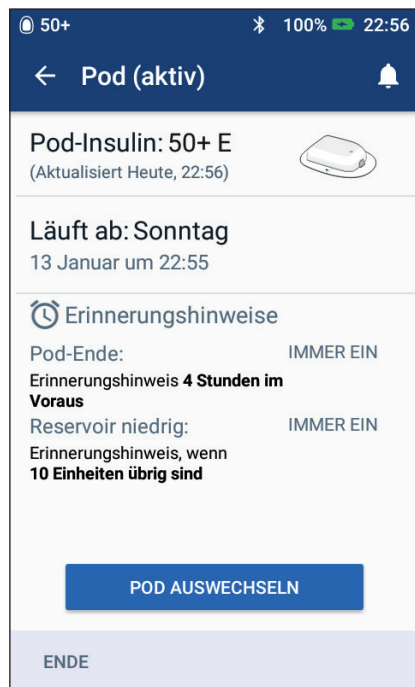 50+ 100% 22:56
Pod (aktiv)
Pod-Insulin: 50+ E
(Aktualisiert Heute, 22:56)
Läuft ab: Sonntag
13 Januar um 22:55
Erinnerungshinweise
Pod-Ende: IMMER EIN
Erinnerungshinweis 4 Stunden im
Voraus
Reservoir niedrig: IMMER EIN
Erinnerungshinweis, wenn
10 Einheiten übrig sind
POD AUSWECHSELN
ENDE